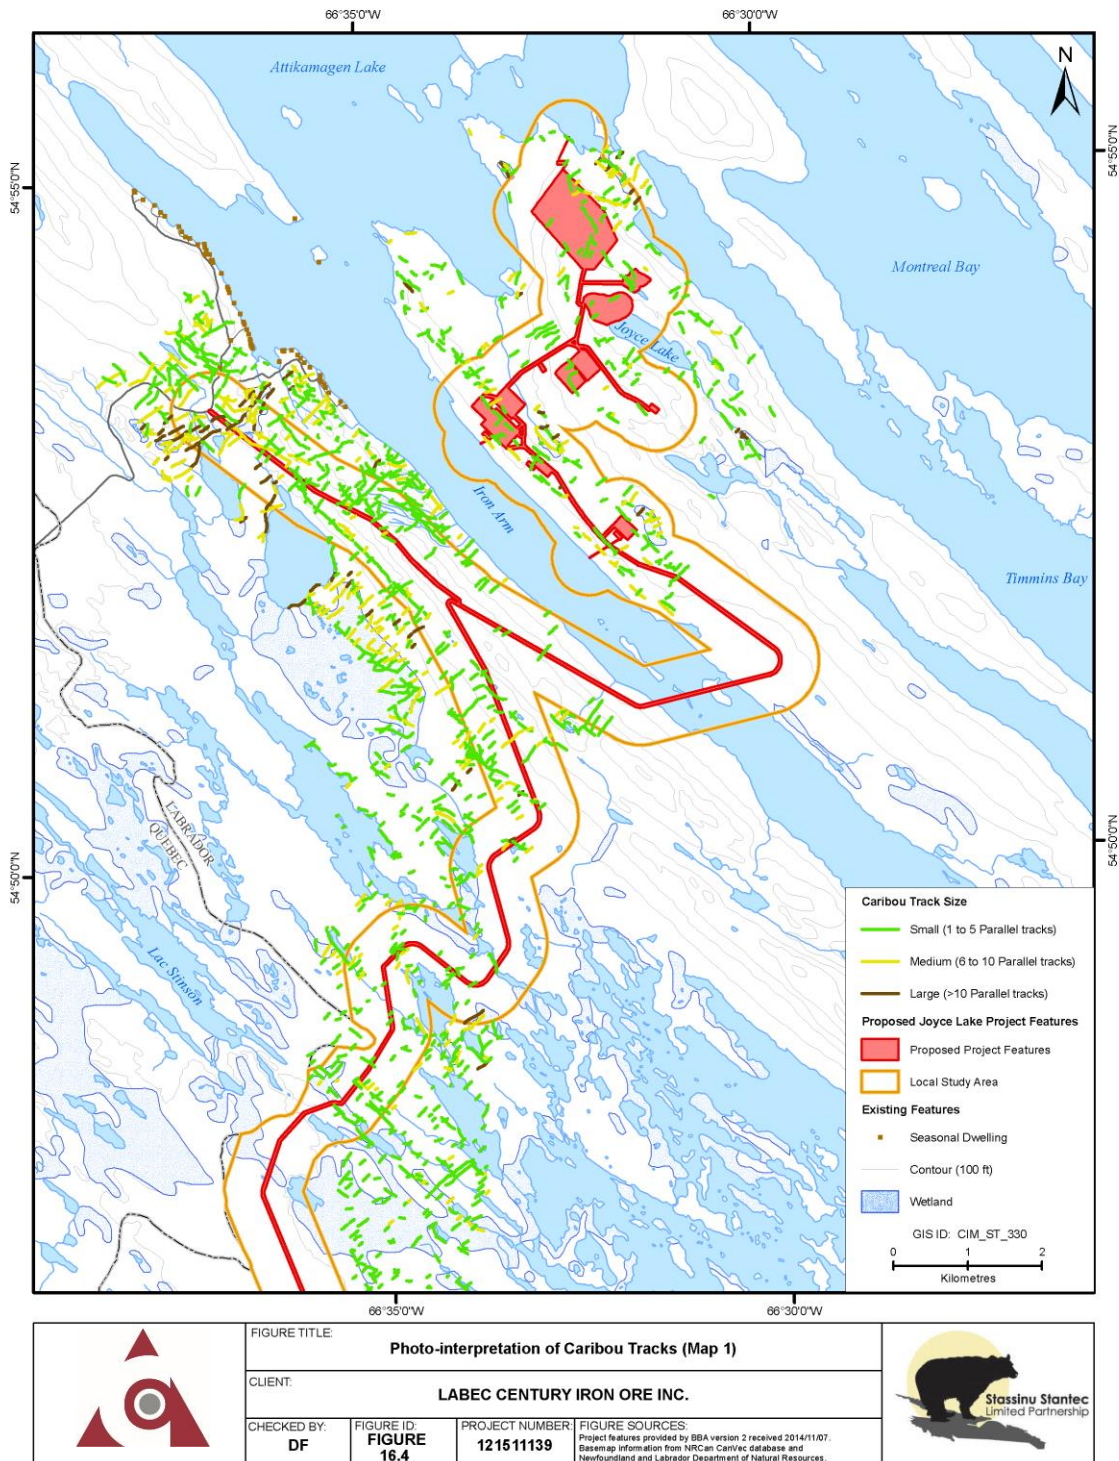 66°35'0"W
66°30'0"W
Attikamagen Lake
N
54°55'0"N
54°55'0"N
Montreal Bay
Joyce Lake
Iron Arm
Timmins Bay
LABRADOR
QUEBEC
54°50'0"N
54°50'0"N
Lac Stinson
Caribou Track Size
Small (1 to 5 Parallel tracks)
Medium (6 to 10 Parallel tracks)
Large (>10 Parallel tracks)
Proposed Joyce Lake Project Features
Proposed Project Features
Local Study Area
Existing Features
Seasonal Dwelling
Contour (100 ft)
Wetland
GIS ID: CIM_ST_330
0 1 2
Kilometres
66°35'0"W
66°30'0"W
FIGURE TITLE:
Photo-interpretation of Caribou Tracks (Map 1)
CLIENT:
LABEC CENTURY IRON ORE INC.
CHECKED BY:
DF
FIGURE ID:
FIGURE
16.4
PROJECT NUMBER:
121511139
FIGURE SOURCES:
Project features provided by BBA version 2 received 2014/11/07.
Basemap information from NRCan CanVec database and
Newfoundland and Labrador Department of Natural Resources.
Stassinu Stantec
Limited Partnership